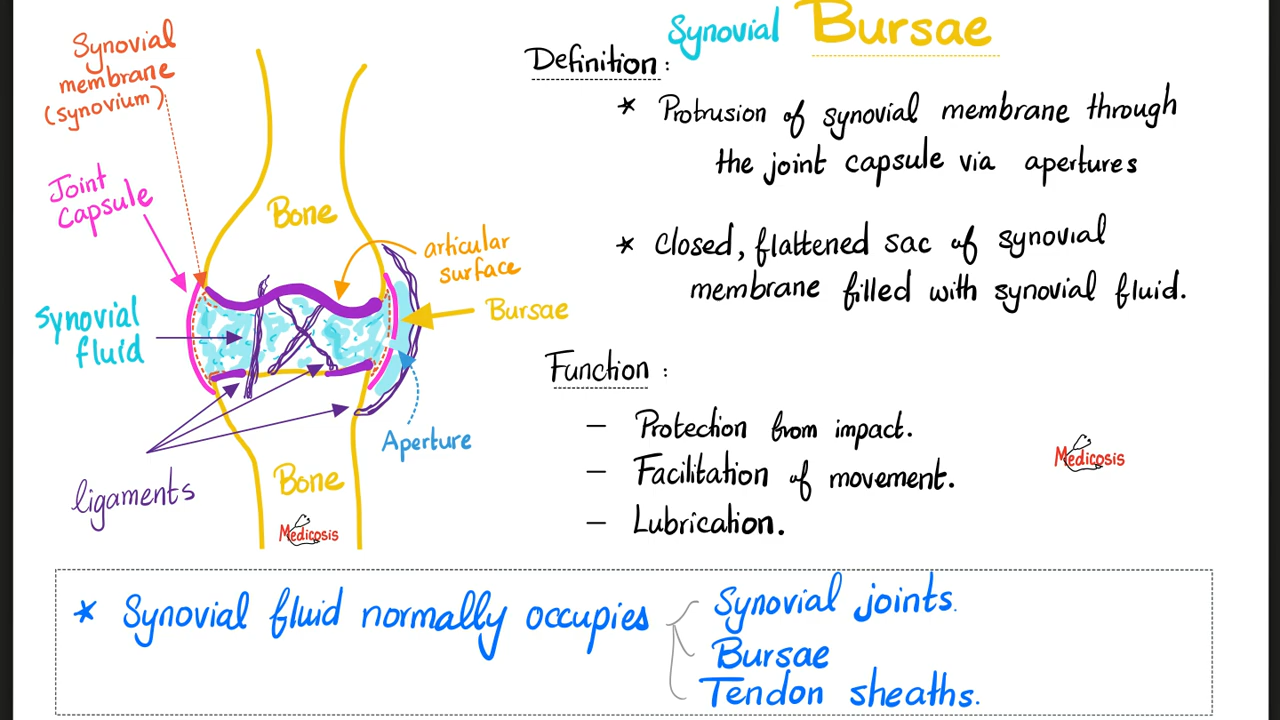 Synovial Bursae
Synovial
membrane
(synovium)
Joint
Capsule
Synovial
fluid
ligaments
Bone
articular
surface
Bursae
Aperture
Bone
Medicosis
Definition :
* Protrusion of synovial membrane through
the joint capsule via apertures
* Closed, flattened sac of synovial
membrane filled with synovial fluid.
Function :
– Protection from impact.
– Facilitation of movement.
– Lubrication.
Medicosis
* Synovial fluid normally occupies
Synovial joints.
Bursae
Tendon sheaths.